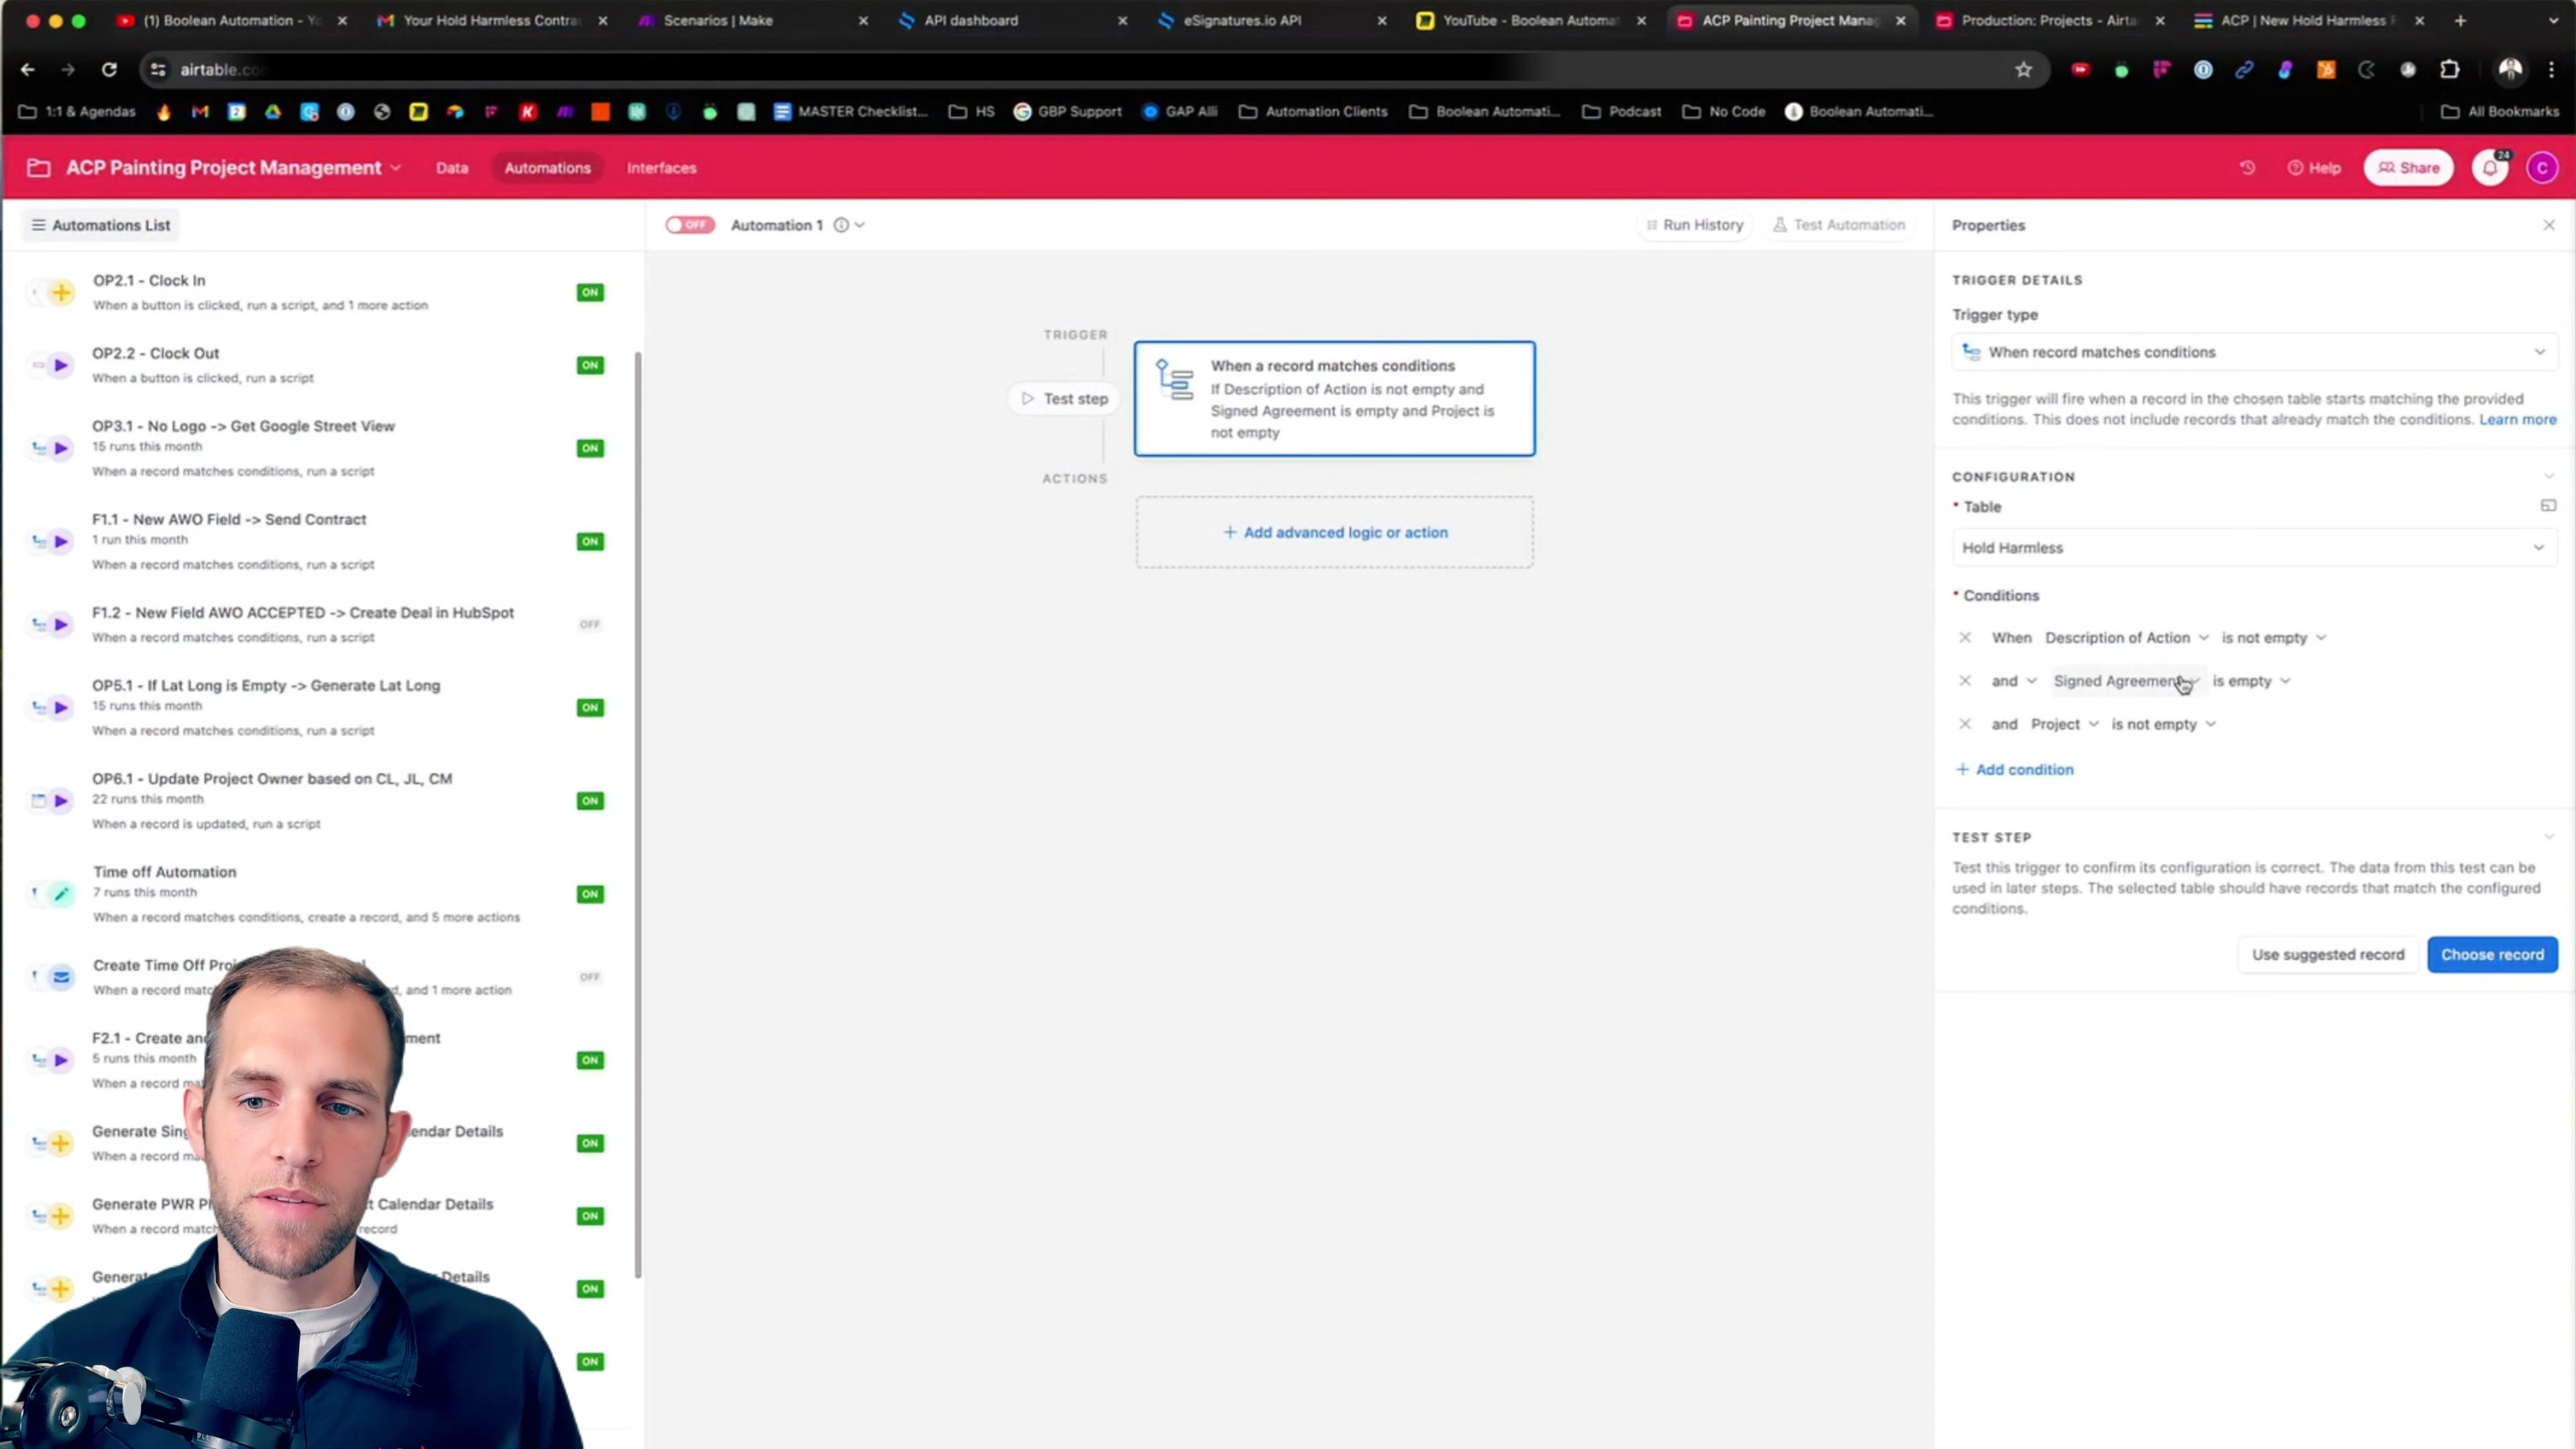 (1) Boolean Automation - Yo
Your Hold Harmless Contra
Scenarios | Make
API dashboard
eSignatures.io API
YouTube - Boolean Automat
ACP Painting Project Manag
Production: Projects - Airta
ACP | New Hold Harmless F
airtable.co
1:1 & Agendas
MASTER Checklist...
HS
GBP Support
GAP Alli
Automation Clients
Boolean Automati...
Podcast
No Code
Boolean Automati...
All Bookmarks
ACP Painting Project Management
Data
Automations
Interfaces
Help
Share
24
C
Automations List
OFF
Automation 1
Run History
Test Automation
Properties
OP2.1 - Clock In
When a button is clicked, run a script, and 1 more action
ON
OP2.2 - Clock Out
When a button is clicked, run a script
ON
OP3.1 - No Logo -> Get Google Street View
15 runs this month
When a record matches conditions, run a script
ON
F1.1 - New AWO Field -> Send Contract
1 run this month
When a record matches conditions, run a script
ON
F1.2 - New Field AWO ACCEPTED -> Create Deal in HubSpot
When a record matches conditions, run a script
OFF
OP5.1 - If Lat Long is Empty -> Generate Lat Long
15 runs this month
When a record matches conditions, run a script
ON
OP6.1 - Update Project Owner based on CL, JL, CM
22 runs this month
When a record is updated, run a script
ON
Time off Automation
7 runs this month
When a record matches conditions, create a record, and 5 more actions
ON
Create Time Off Proj
When a record matc
d, and 1 more action
OFF
F2.1 - Create an
ment
5 runs this month
When a record ma
ON
Generate Sing
endar Details
When a record ma
ON
Generate PWR P
t Calendar Details
When a record match
record
ON
Generat
Details
ON
ON
TRIGGER
Test step
When a record matches conditions
If Description of Action is not empty and
Signed Agreement is empty and Project is
not empty
ACTIONS
+ Add advanced logic or action
TRIGGER DETAILS
Trigger type
When record matches conditions
This trigger will fire when a record in the chosen table starts matching the provided
conditions. This does not include records that already match the conditions. Learn more
CONFIGURATION
* Table
Hold Harmless
* Conditions
When Description of Action is not empty
and Signed Agreement is empty
and Project is not empty
+ Add condition
TEST STEP
Test this trigger to confirm its configuration is correct. The data from this test can be
used in later steps. The selected table should have records that match the configured
conditions.
Use suggested record
Choose record